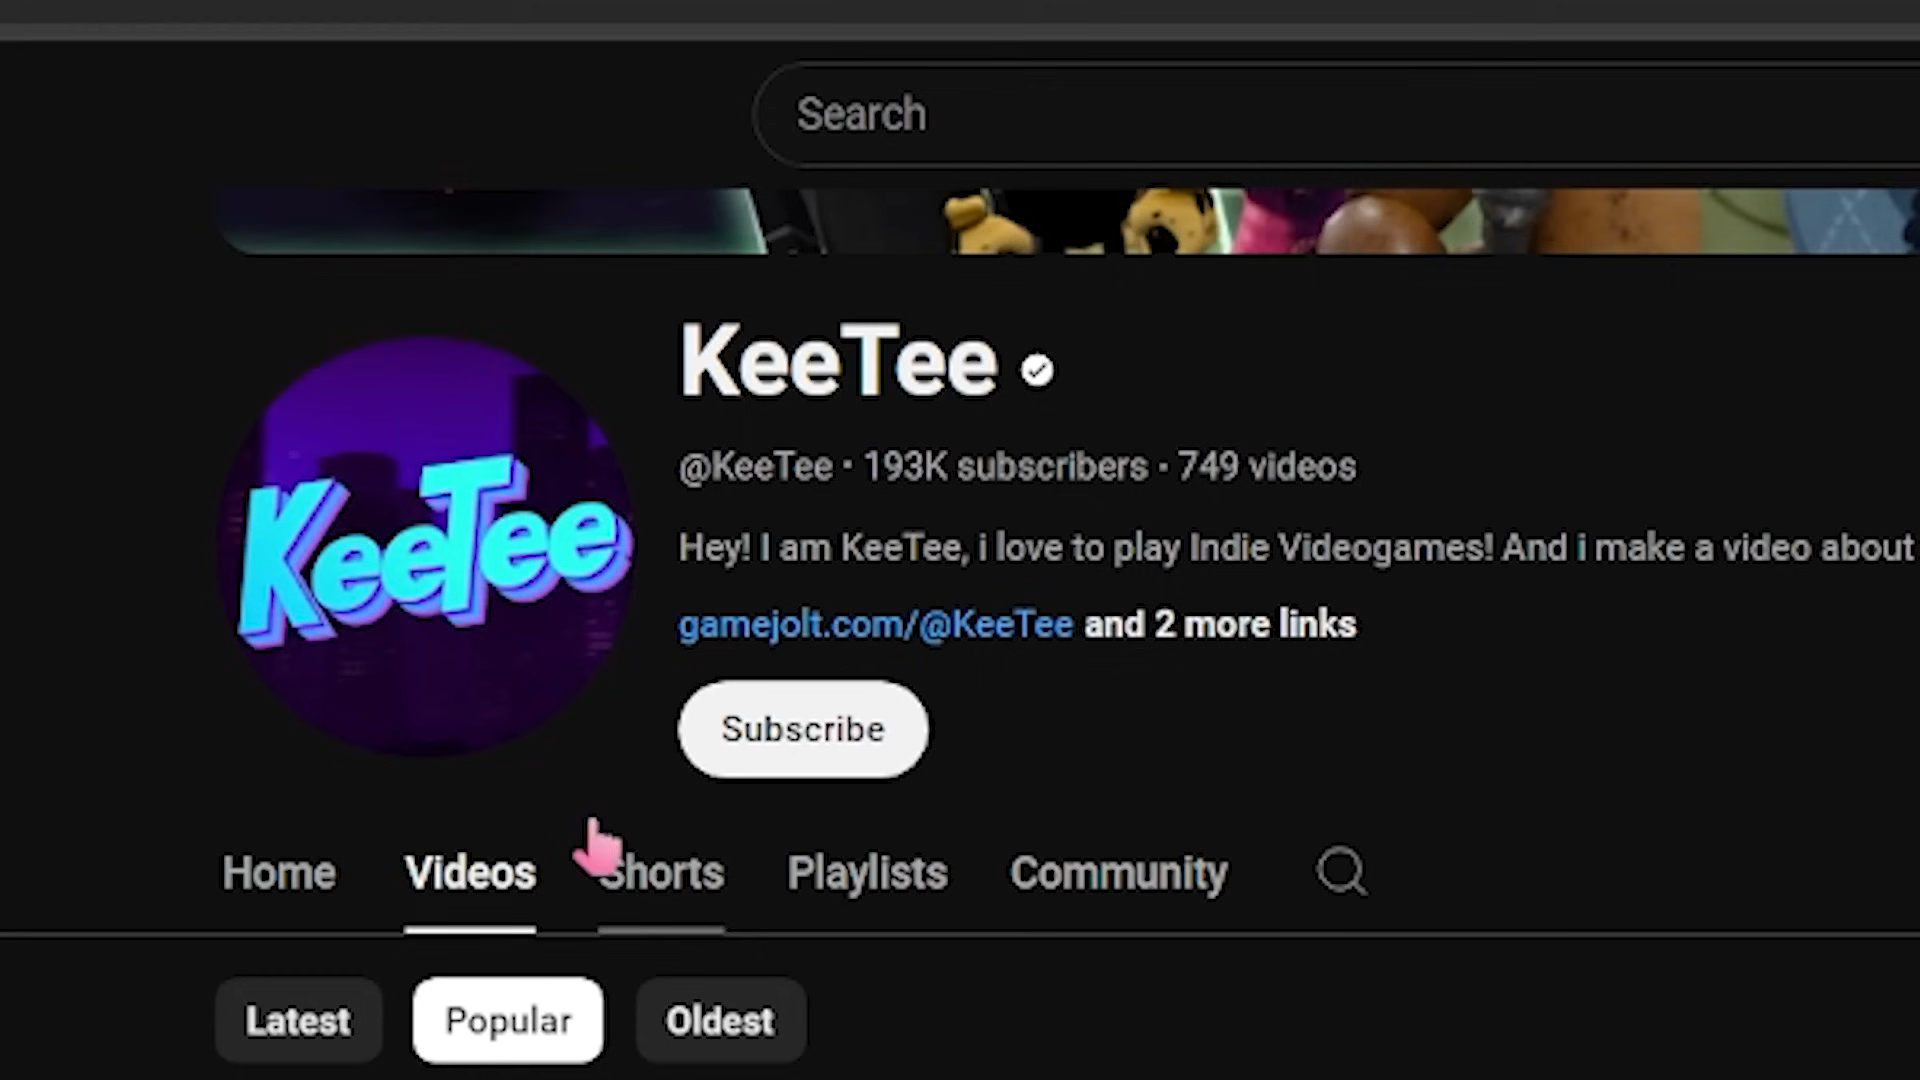 Search
KeeTee
KeeTee
@KeeTee · 193K subscribers · 749 videos
Hey! I am KeeTee, i love to play Indie Videogames! And i make a video about
gamejolt.com/@KeeTee and 2 more links
Subscribe
Home Videos Shorts Playlists Community
Latest Popular Oldest